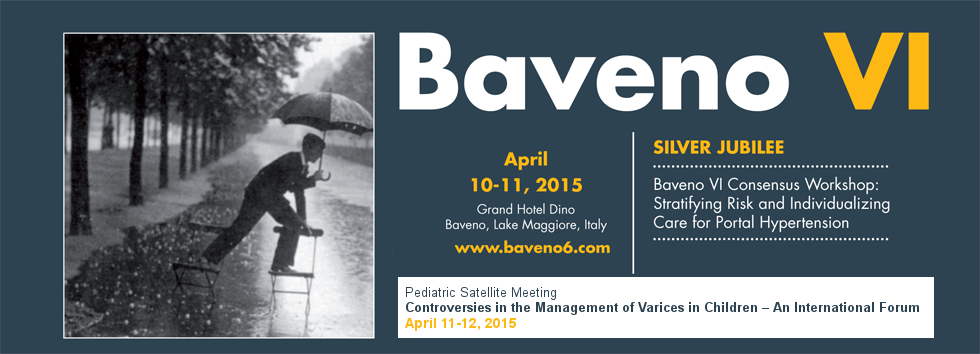 Baveno VI
April
10-11, 2015
Grand Hotel Dino
Baveno, Lake Maggiore, Italy
www.baveno6.com
SILVER JUBILEE
Baveno VI Consensus Workshop:
Stratifying Risk and Individualizing
Care for Portal Hypertension
Pediatric Satellite Meeting
Controversies in the Management of Varices in Children – An International Forum
April 11-12, 2015